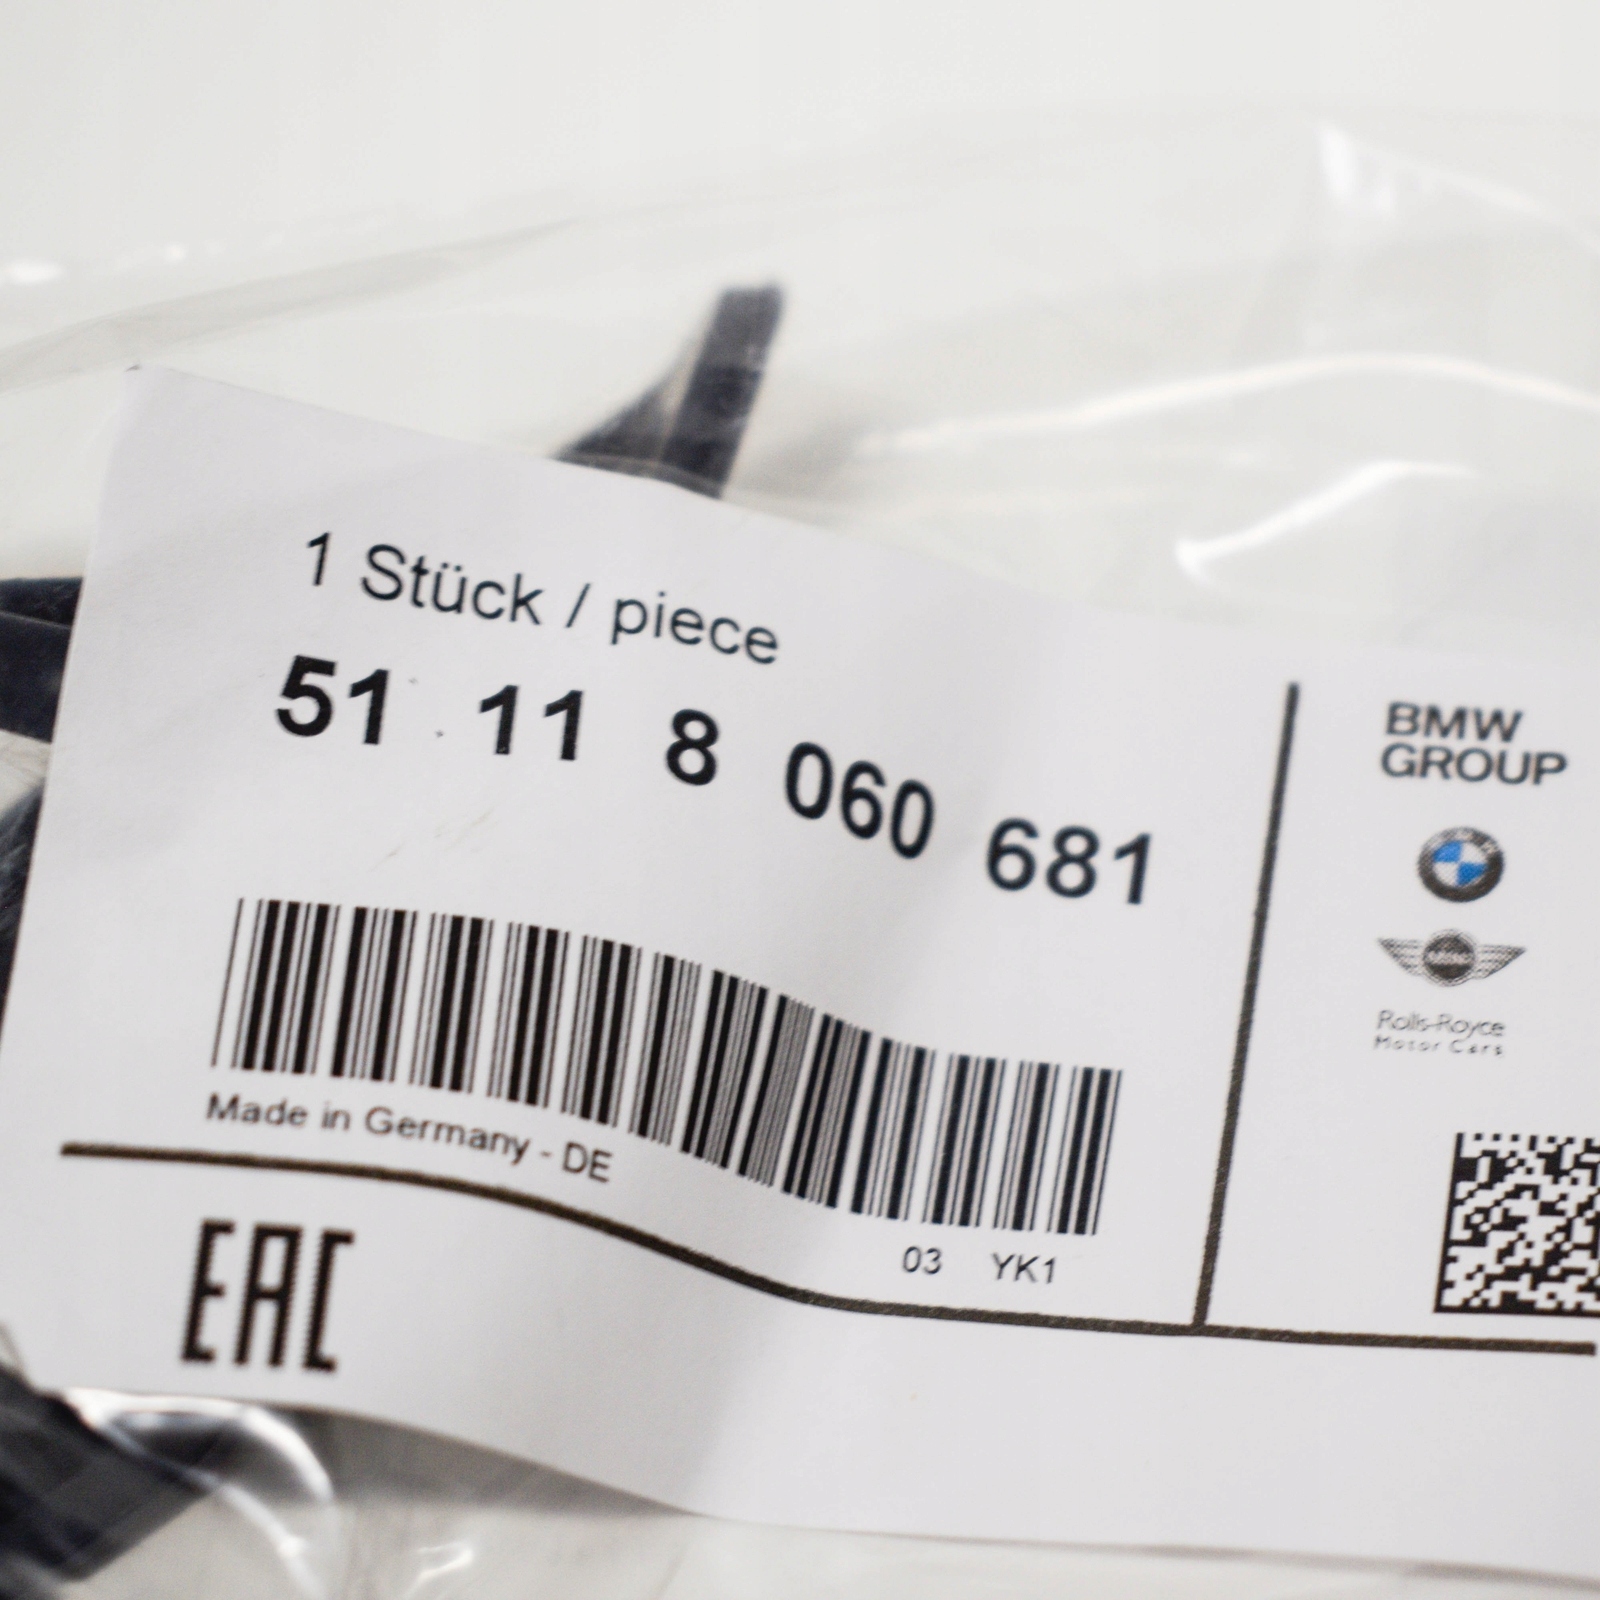 1 Stück / piece
51 11 8 060 681
Made in Germany - DE
03 YK1
EAC
BMW
GROUP
Rolls-Royce
Motor Cars